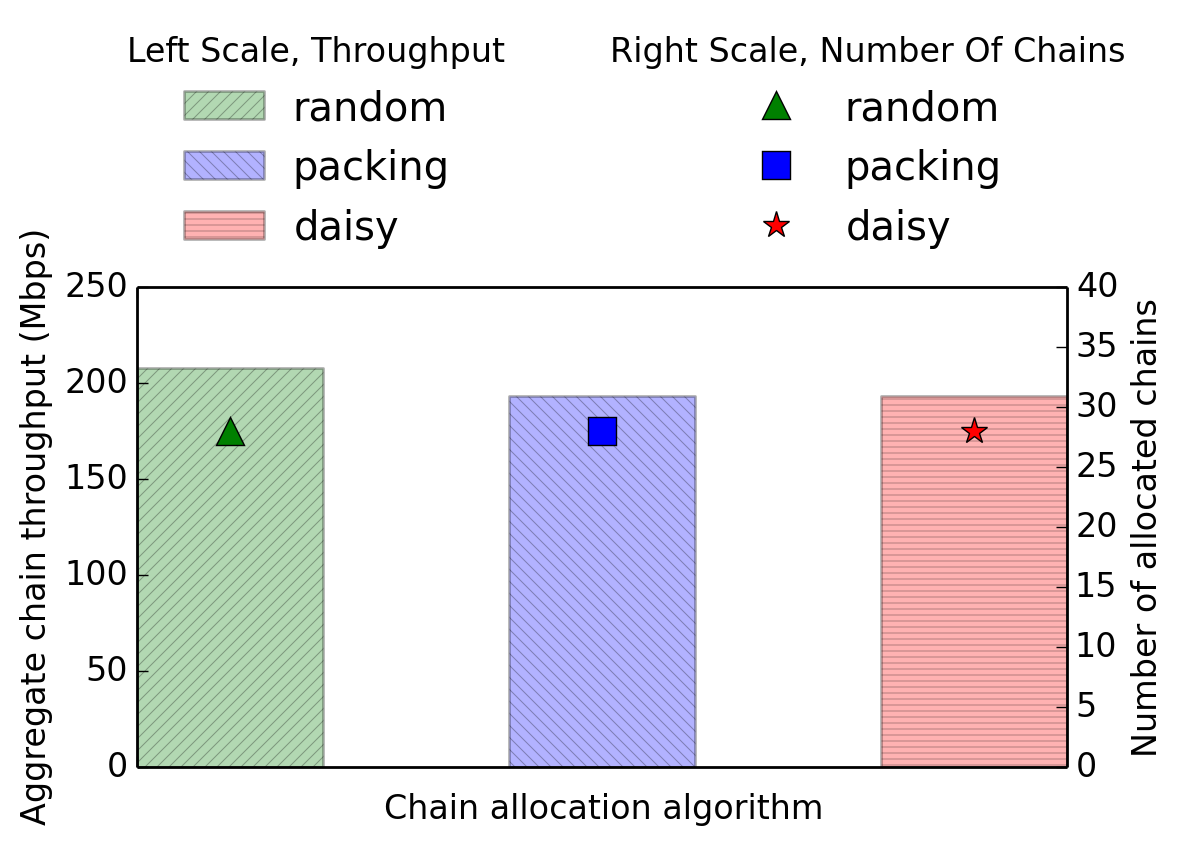 Left Scale, Throughput
random
packing
daisy
Right Scale, Number Of Chains
random
packing
daisy
Aggregate chain throughput (Mbps)
250
200
150
100
50
0
40
35
30
25
20
15
10
5
0
Number of allocated chains
Chain allocation algorithm